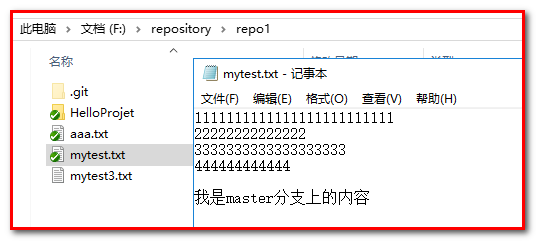 此电脑 › 文档 (F:) › repository › repo1
名称
.git
HelloProjet
aaa.txt
mytest.txt
mytest3.txt
mytest.txt - 记事本
文件(F) 编辑(E) 格式(O) 查看(V) 帮助(H)
1111111111111111111111111
22222222222222
3333333333333333333
444444444444
我是master分支上的内容